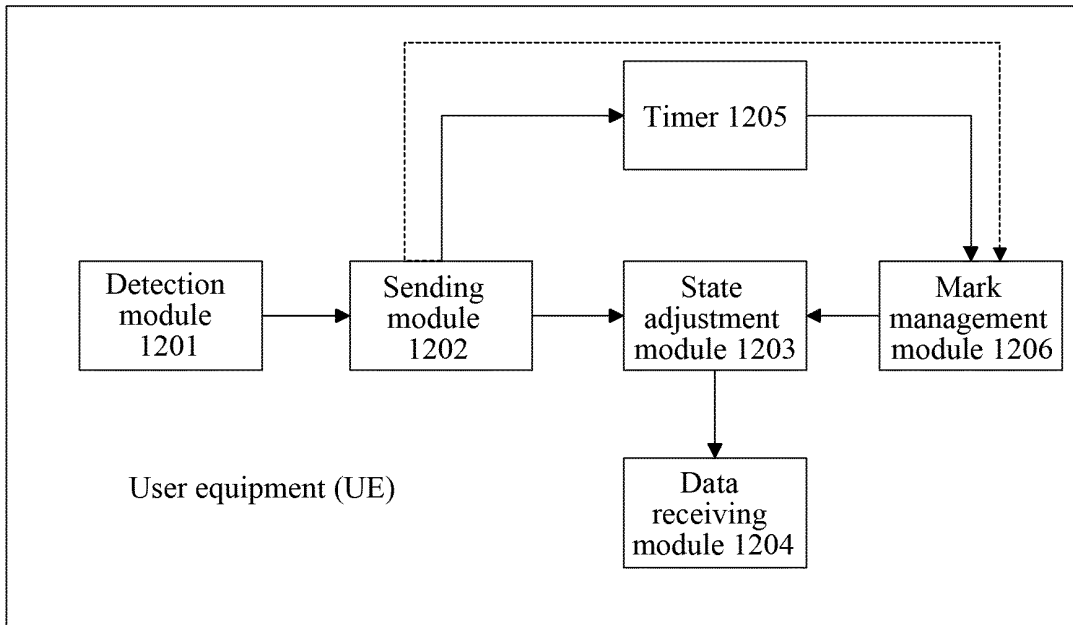 Timer 1205
Detection
module
1201
Sending
module
1202
State
adjustment
module 1203
Mark
management
module 1206
User equipment (UE)
Data
receiving
module 1204